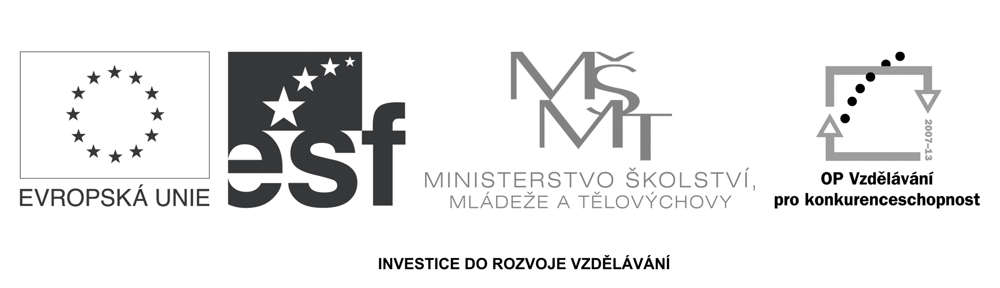 EVROPSKÁ UNIE
esf
MŠMT
MINISTERSTVO ŠKOLSTVÍ,
MLÁDEŽE A TĚLOVÝCHOVY
2007-13
OP Vzdělávání
pro konkurenceschopnost
INVESTICE DO ROZVOJE VZDĚLÁVÁNÍ